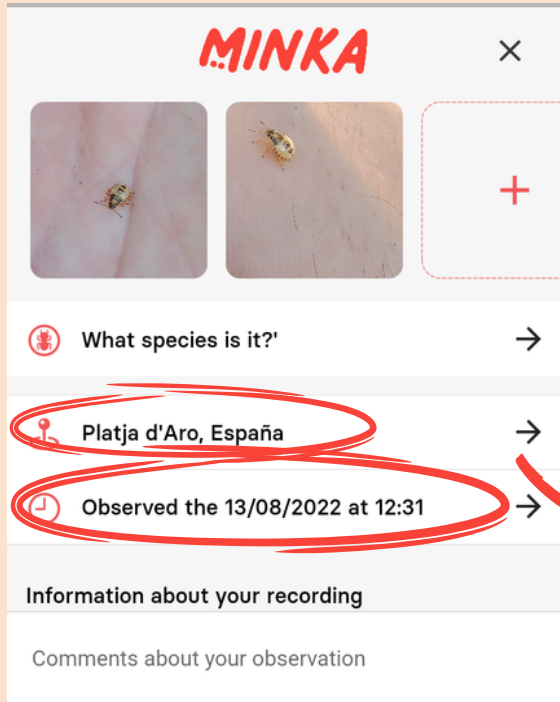 MINKA
What species is it?'
Platja d'Aro, España
Observed the 13/08/2022 at 12:31
Information about your recording
Comments about your observation